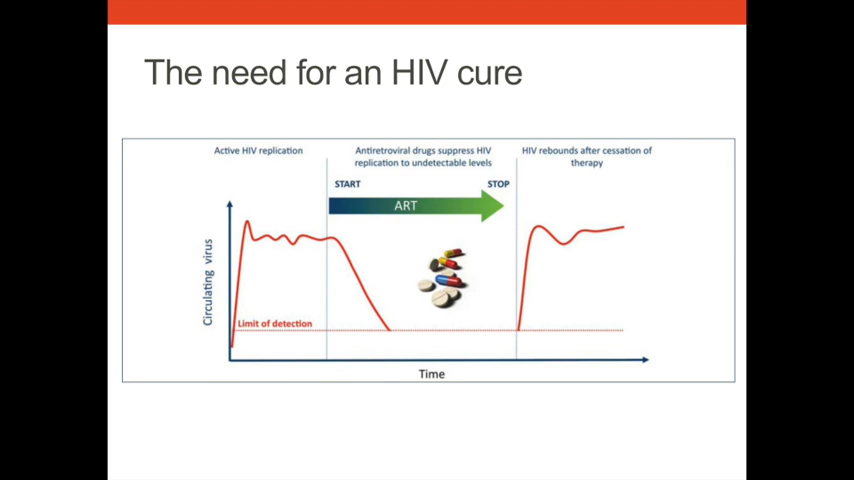 The need for an HIV cure
Active HIV replication
Antiretroviral drugs suppress HIV
replication to undetectable levels
HIV rebounds after cessation of
therapy
START
STOP
ART
Circulating virus
Limit of detection
Time